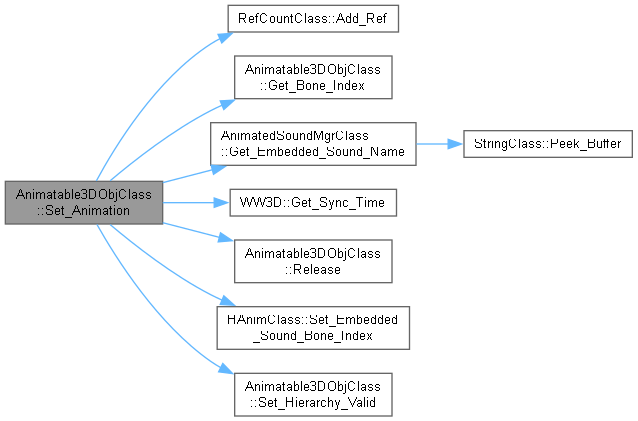 RefCountClass::Add_Ref
Animatable3DObjClass
::Get_Bone_Index
AnimatedSoundMgrClass
::Get_Embedded_Sound_Name
StringClass::Peek_Buffer
Animatable3DObjClass
::Set_Animation
WW3D::Get_Sync_Time
Animatable3DObjClass
::Release
HAnimClass::Set_Embedded
_Sound_Bone_Index
Animatable3DObjClass
::Set_Hierarchy_Valid